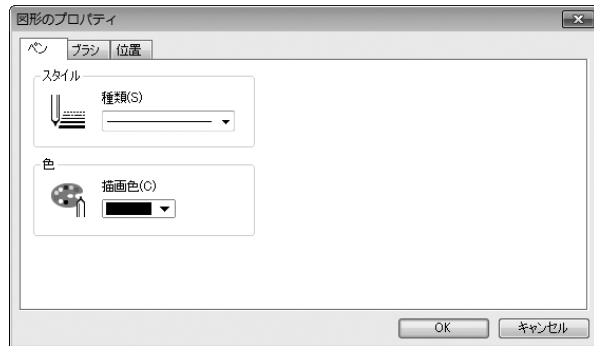 図形のプロパティ
ペン ブラシ 位置
スタイル
種類(S)
色
描画色(C)
OK キャンセル